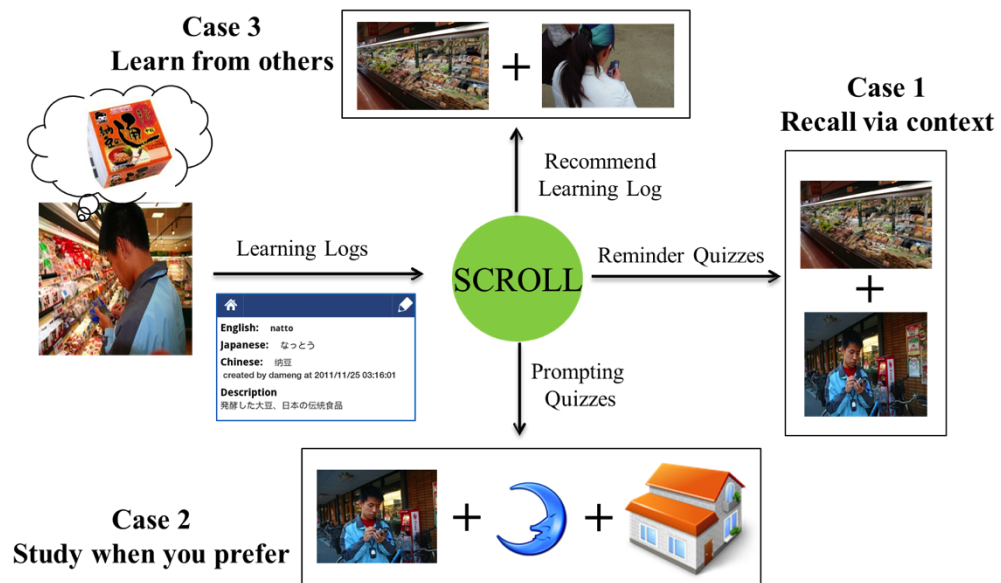 Case 3
Learn from others
Case 1
Recall via context
Recommend
Learning Log
Learning Logs
SCROLL
Reminder Quizzes
English: natto
Japanese: なっとう
Chinese: 纳豆
created by dameng at 2011/11/25 03:16:01
Description
発酵した大豆、日本の伝統食品
Prompting
Quizzes
Case 2
Study when you prefer